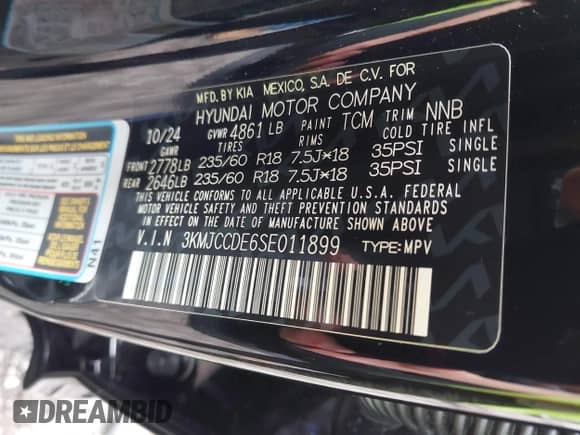 MFD. BY KIA MEXICO, S.A. DE C.V. FOR
HYUNDAI MOTOR COMPANY
10/24 GVWR 4861 LB PAINT TCM TRIM NNB
GAWR TIRES RIMS COLD TIRE INFL
FRONT 2778LB 235/60 R18 7.5J×18 35PSI SINGLE
REAR 2646LB 235/60 R18 7.5J×18 35PSI SINGLE
THIS VEHICLE CONFORMS TO ALL APPLICABLE U.S.A. FEDERAL
MOTOR VEHICLE SAFETY AND THEFT PREVENTION STANDARDS
IN EFFECT ON THE DATE OF MANUFACTURE SHOWN ABOVE.
V.I.N 3KMJCCDE6SE011899 TYPE: MPV
N41
DREAMBID